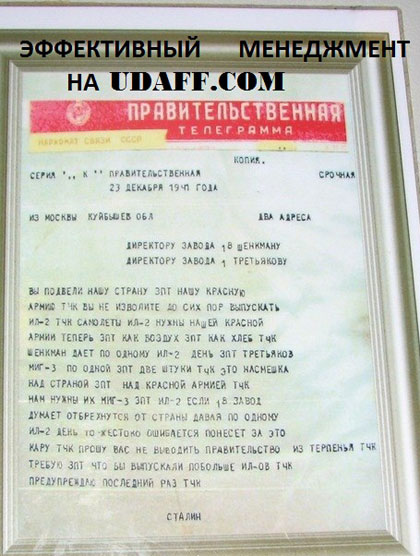 ЭФФЕКТИВНЫЙ МЕНЕДЖМЕНТ
НА UDAFF.COM
ПРАВИТЕЛЬСТВЕННАЯ
ТЕЛЕГРАММА
НАРКОМАТ СВЯЗИ СССР
КОПИЯ.
СЕРИЯ ",, К " ПРАВИТЕЛЬСТВЕННАЯ СРОЧНАЯ
23 ДЕКАБРЯ 1941 ГОДА
ИЗ МОСКВЫ КУЙБЫШЕВ ОБЛ ДВА АДРЕСА
ДИРЕКТОРУ ЗАВОДА 18 ШЕНКМАНУ
ДИРЕКТОРУ ЗАВОДА 1 ТРЕТЬЯКОВУ
ВЫ ПОДВЕЛИ НАШУ СТРАНУ ЗПТ НАШУ КРАСНУЮ
АРМИЮ ТЧК ВЫ НЕ ИЗВОЛИТЕ ДО СИХ ПОР ВЫПУСКАТЬ
ИЛ-2 ТЧК САМОЛЕТЫ ИЛ-2 НУЖНЫ НАШЕЙ КРАСНОЙ
АРМИИ ТЕПЕРЬ ЗПТ КАК ВОЗДУХ ЗПТ КАК ХЛЕБ ТЧК
ШЕНКМАН ДАЕТ ПО ОДНОМУ ИЛ-2 ДЕНЬ ЗПТ ТРЕТЬЯКОВ
МИГ-3 ПО ОДНОЙ ЗПТ ДВЕ ШТУКИ ТЧК ЭТО НАСМЕШКА
НАД СТРАНОЙ ЗПТ НАД КРАСНОЙ АРМИЕЙ ТЧК
НАМ НУЖНЫ НЕ МИГ-3 ЗПТ ИЛ-2 ЕСЛИ 18 ЗАВОД
ДУМАЕТ ОТБРЕХНУТСЯ ОТ СТРАНЫ ДАВАЯ ПО ОДНОМУ
ИЛ-2 ДЕНЬ ТО ЖЕСТОКО ОШИБАЕТСЯ ПОНЕСЕТ ЗА ЭТО
КАРУ ТЧК ПРОШУ ВАС НЕ ВЫВОДИТЬ ПРАВИТЕЛЬСТВО ИЗ ТЕРПЕНЬЯ ТЧК
ТРЕБУЮ ЗПТ ЧТО БЫ ВЫПУСКАЛИ ПОБОЛЬШЕ ИЛ-ОВ ТЧК
ПРЕДУПРЕЖДАЮ ПОСЛЕДНИЙ РАЗ ТЧК
СТАЛИН